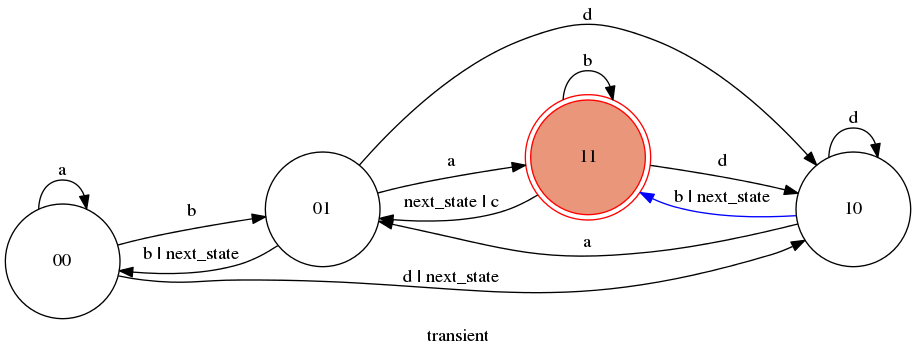 d
b
a
d
11
a
d
next_state | c
b | next_state
a
b
01
10
b | next_state
a
00
d | next_state
transient